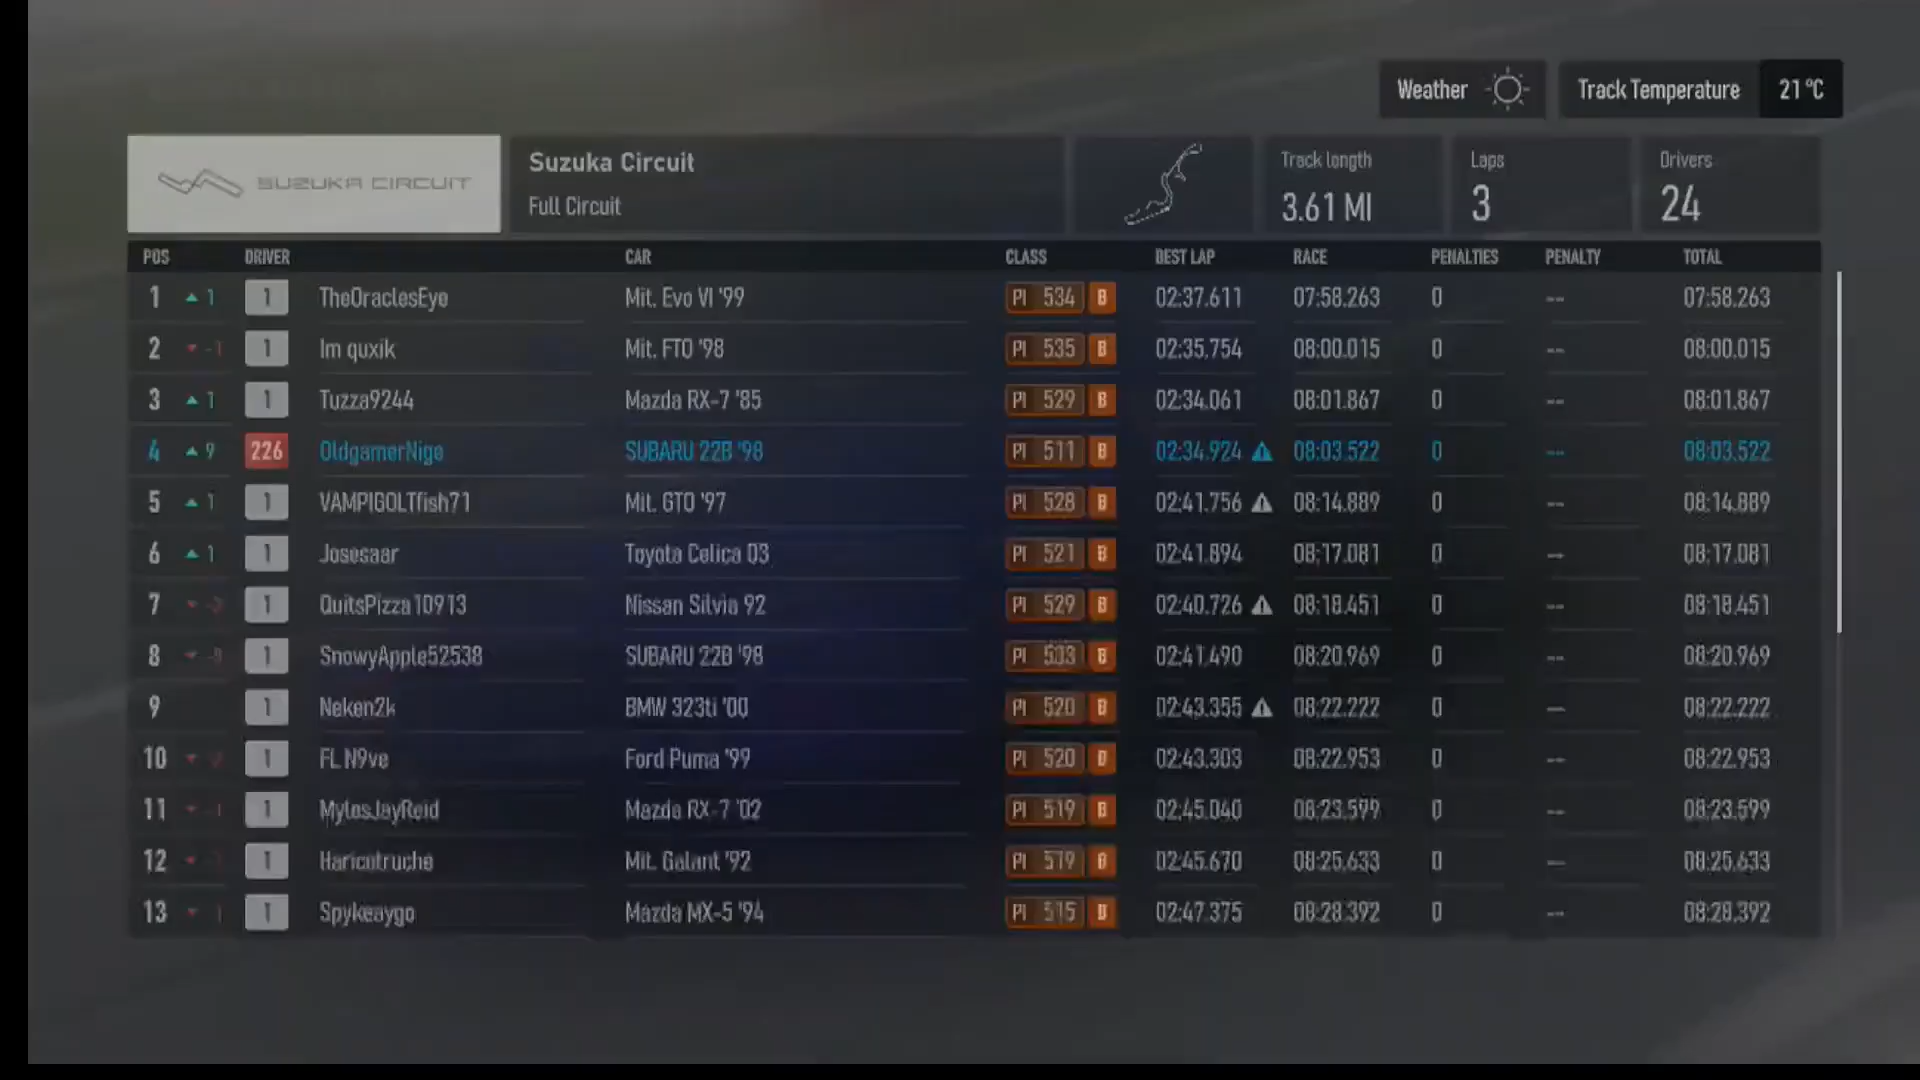 Weather Track Temperature 21 °C
SUZUKA CIRCUIT
Suzuka Circuit
Full Circuit
Track length
3.61 MI
Laps
3
Drivers
24
POS DRIVER CAR CLASS BEST LAP RACE PENALTIES PENALTY TOTAL
1 1 1 TheOraclesEye Mit. Evo VI '99 PI 534 B 02:37.611 07:58.263 0 -- 07:58.263
2 -1 1 Im quxik Mit. FTO '98 PI 535 B 02:35.754 08:00.015 0 -- 08:00.015
3 1 1 Tuzza9244 Mazda RX-7 '85 PI 529 B 02:34.061 08:01.867 0 -- 08:01.867
4 9 226 OldgamerNige SUBARU 22B '98 PI 511 B 02:34.924 08:03.522 0 -- 08:03.522
5 1 1 VAMPIGOLTfish71 Mit. GTO '97 PI 528 B 02:41.756 08:14.889 0 -- 08:14.889
6 1 1 Josesaar Toyota Celica 03 PI 521 B 02:41.894 08:17.081 0 -- 08:17.081
7 1 QuitsPizza10913 Nissan Silvia 92 PI 529 B 02:40.726 08:18.451 0 -- 08:18.451
8 1 SnowyApple52538 SUBARU 22B '98 PI 533 B 02:41.490 08:20.969 0 -- 08:20.969
9 1 Neken2k BMW 323ti '00 PI 520 B 02:43.355 08:22.222 0 -- 08:22.222
10 1 FL N9ve Ford Puma '99 PI 520 B 02:43.303 08:22.953 0 -- 08:22.953
11 -1 1 MylesJayReid Mazda RX-7 '02 PI 519 B 02:45.040 08:23.599 0 -- 08:23.599
12 1 Haricotruche Mit. Galant '92 PI 519 B 02:45.670 08:25.633 0 -- 08:25.633
13 1 Spykeaygo Mazda MX-5 '94 PI 515 B 02:47.375 08:28.392 0 -- 08:28.392